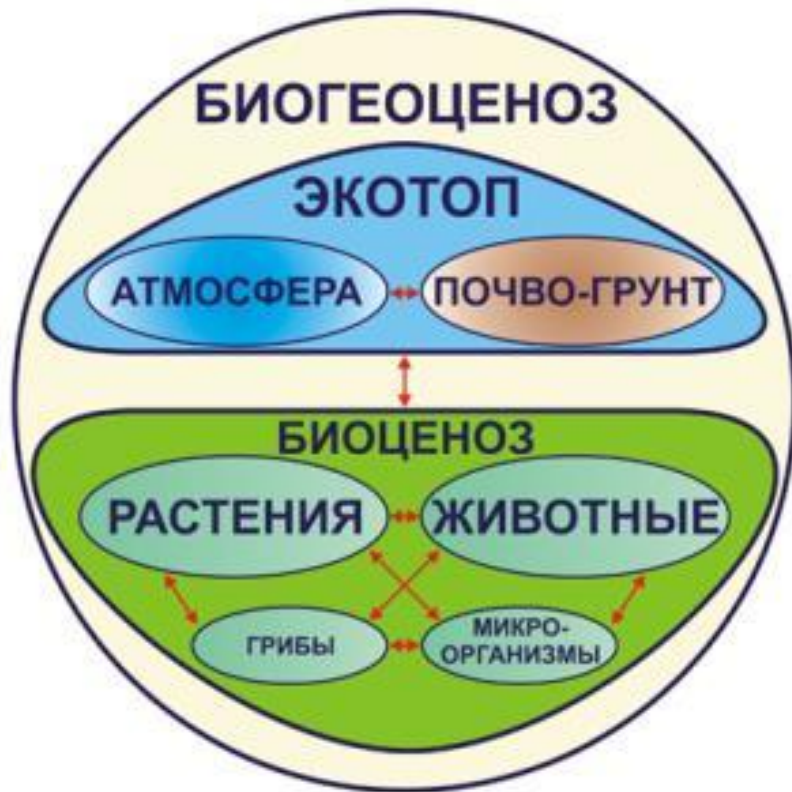 БИОГЕОЦЕНОЗ
ЭКОТОП
АТМОСФЕРА
ПОЧВО-ГРУНТ
БИОЦЕНОЗ
РАСТЕНИЯ
ЖИВОТНЫЕ
ГРИБЫ
МИКРО-
ОРГАНИЗМЫ